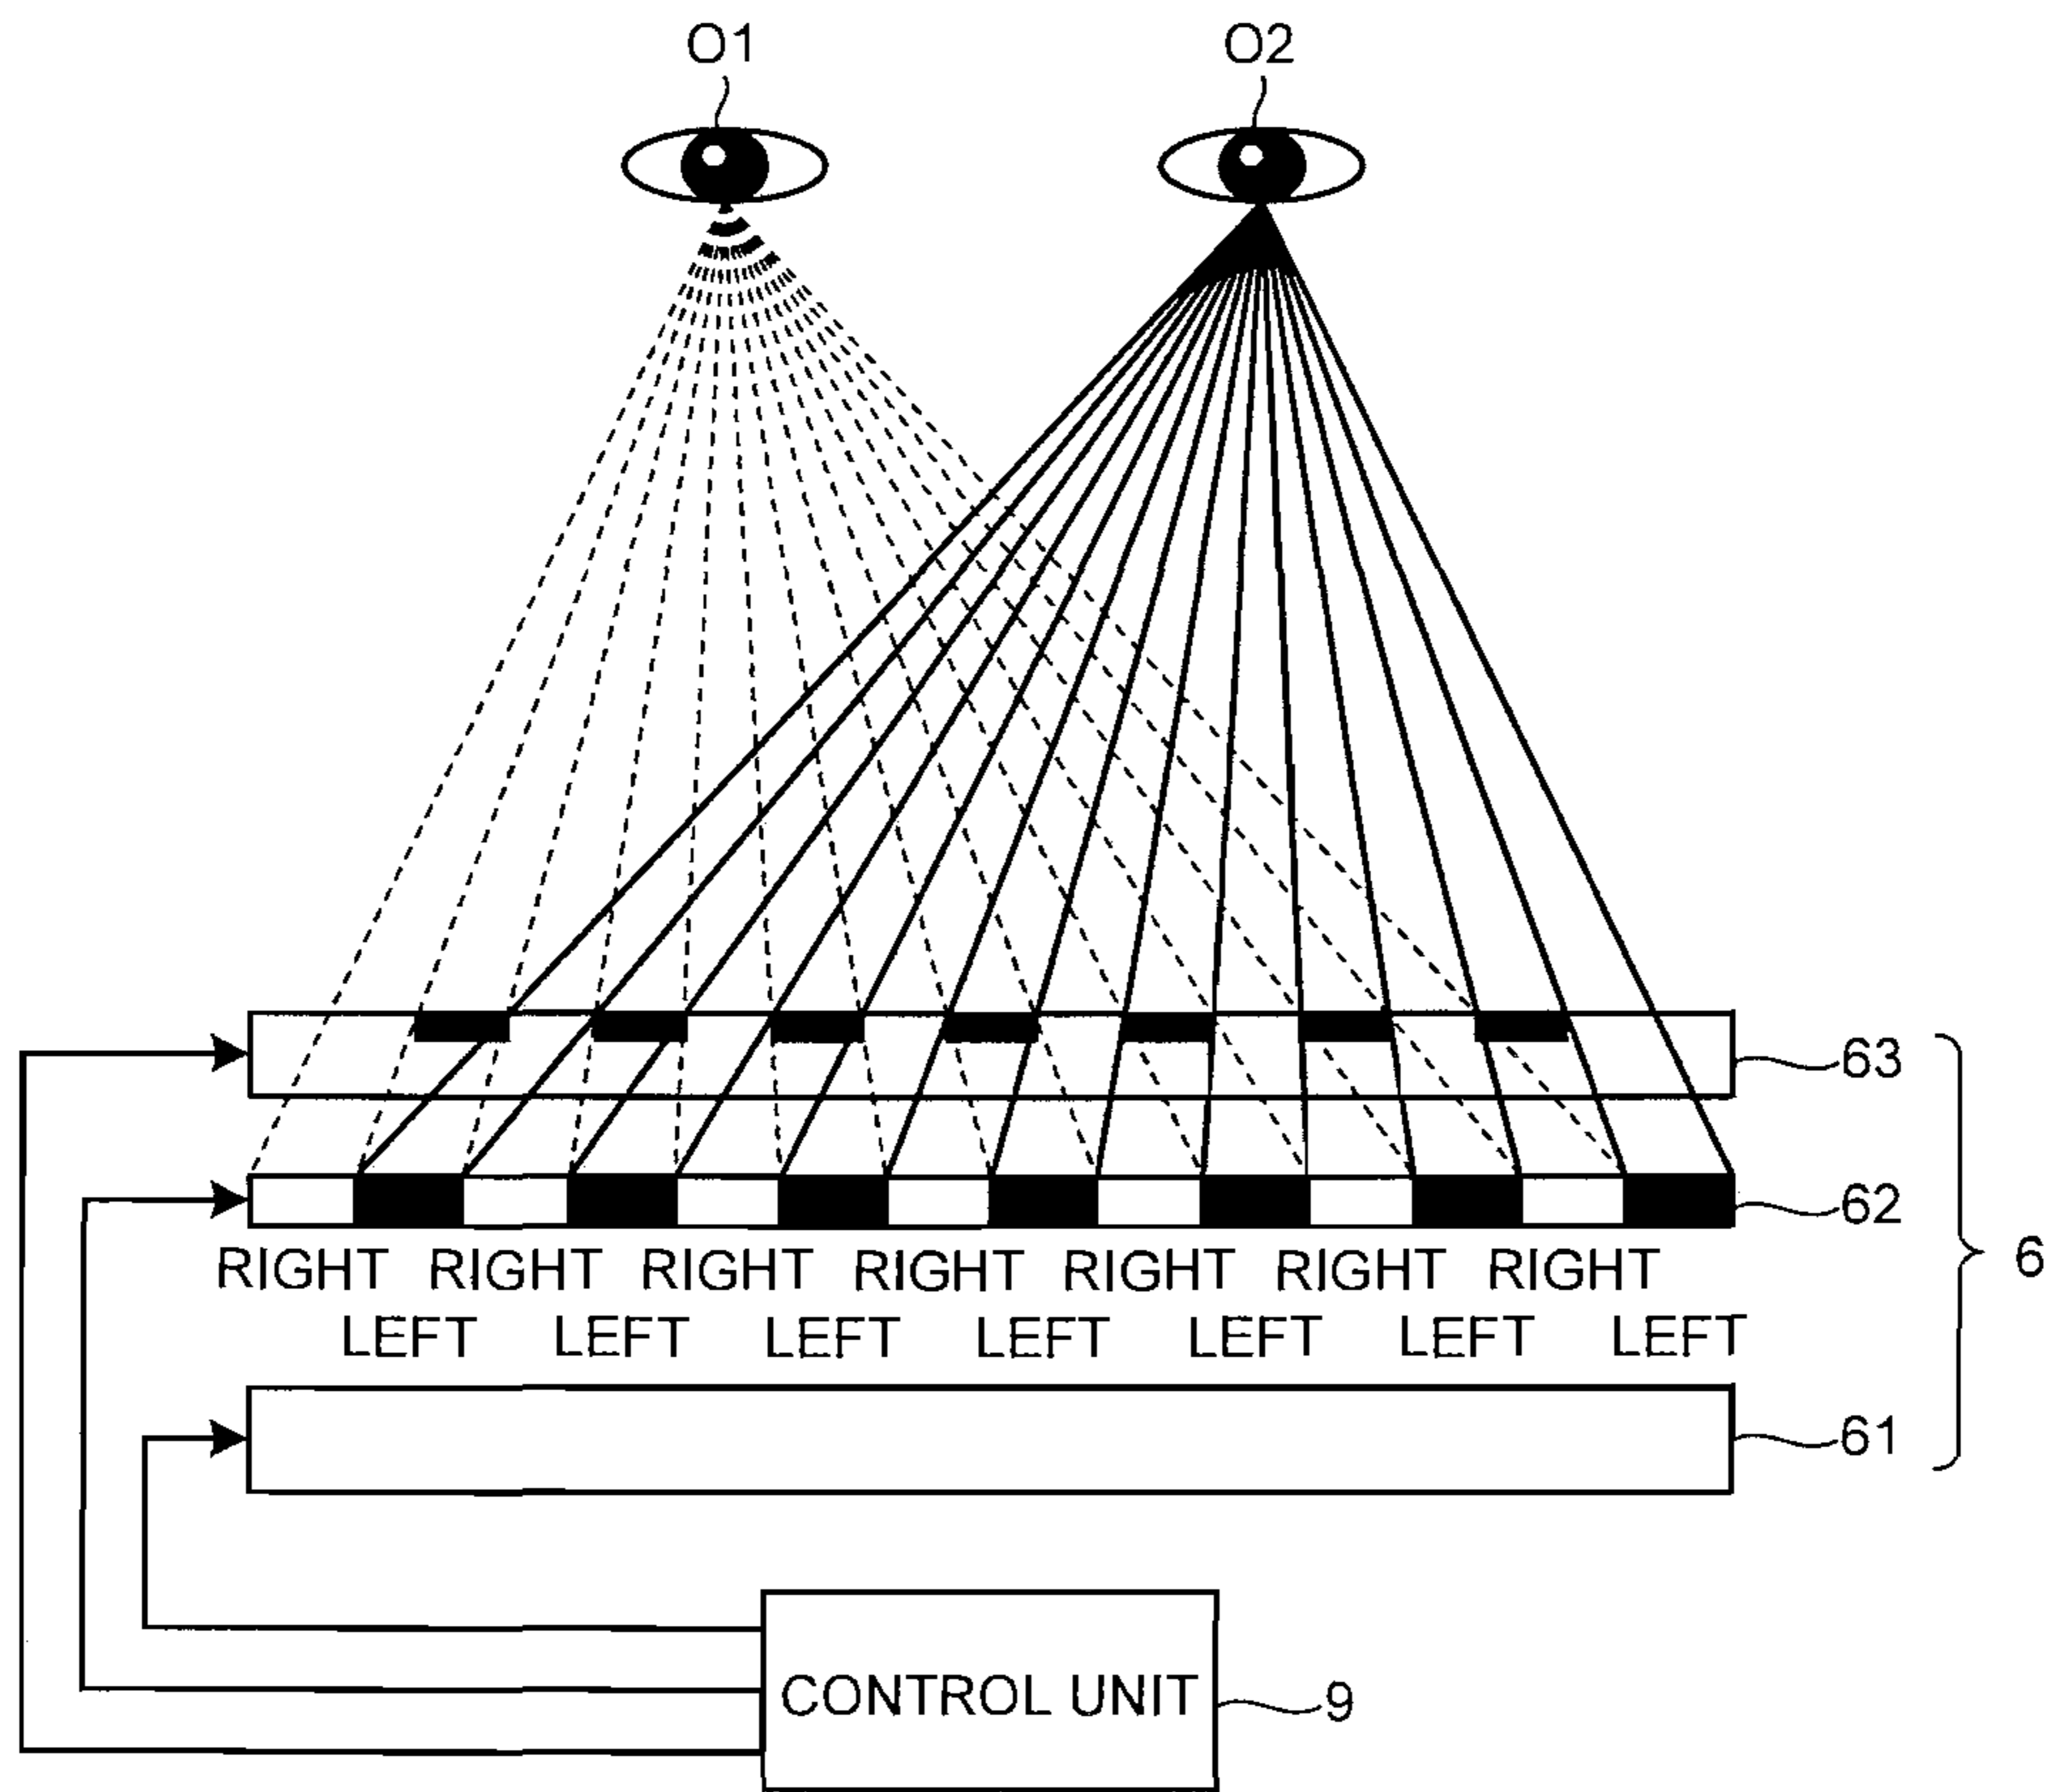 O1 O2
63
62
RIGHT RIGHT RIGHT RIGHT RIGHT RIGHT RIGHT
6
LEFT LEFT LEFT LEFT LEFT LEFT LEFT
61
CONTROL UNIT 9